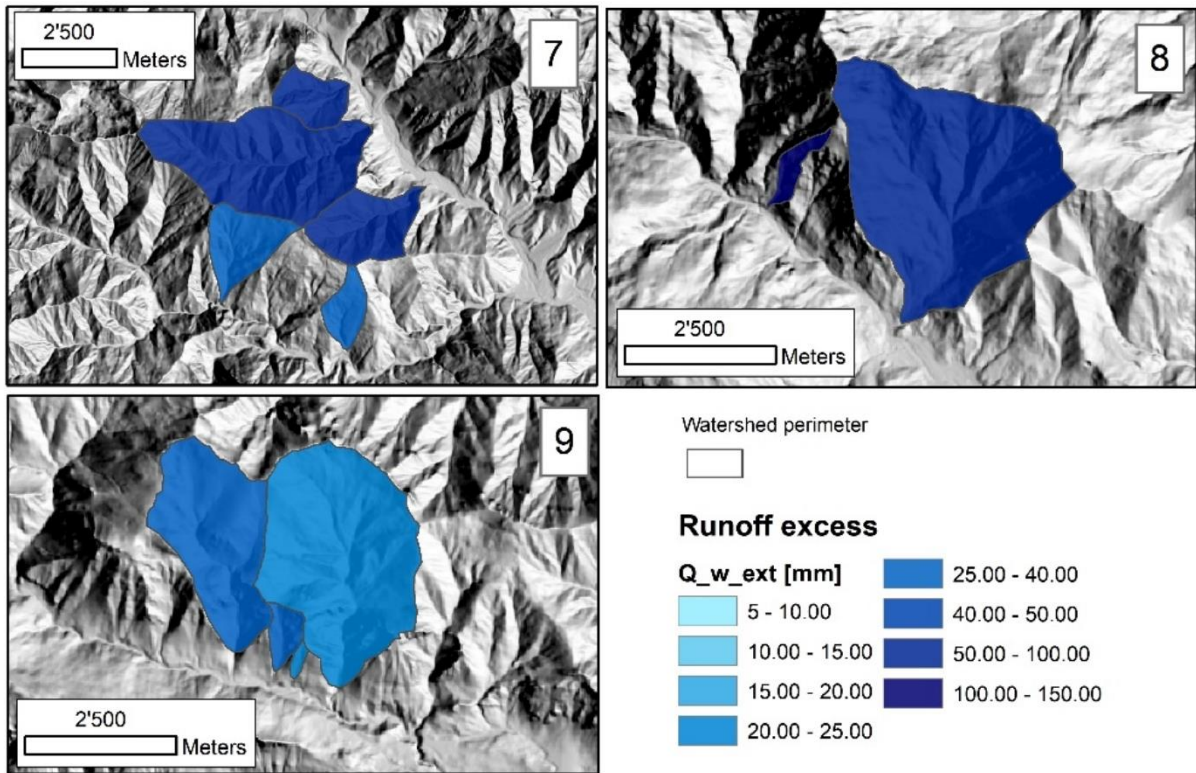 2'500
Meters
7
2'500
Meters
8
2'500
Meters
9
Watershed perimeter
Runoff excess
Q_w_ext [mm]
5 - 10.00
10.00 - 15.00
15.00 - 20.00
20.00 - 25.00
25.00 - 40.00
40.00 - 50.00
50.00 - 100.00
100.00 - 150.00